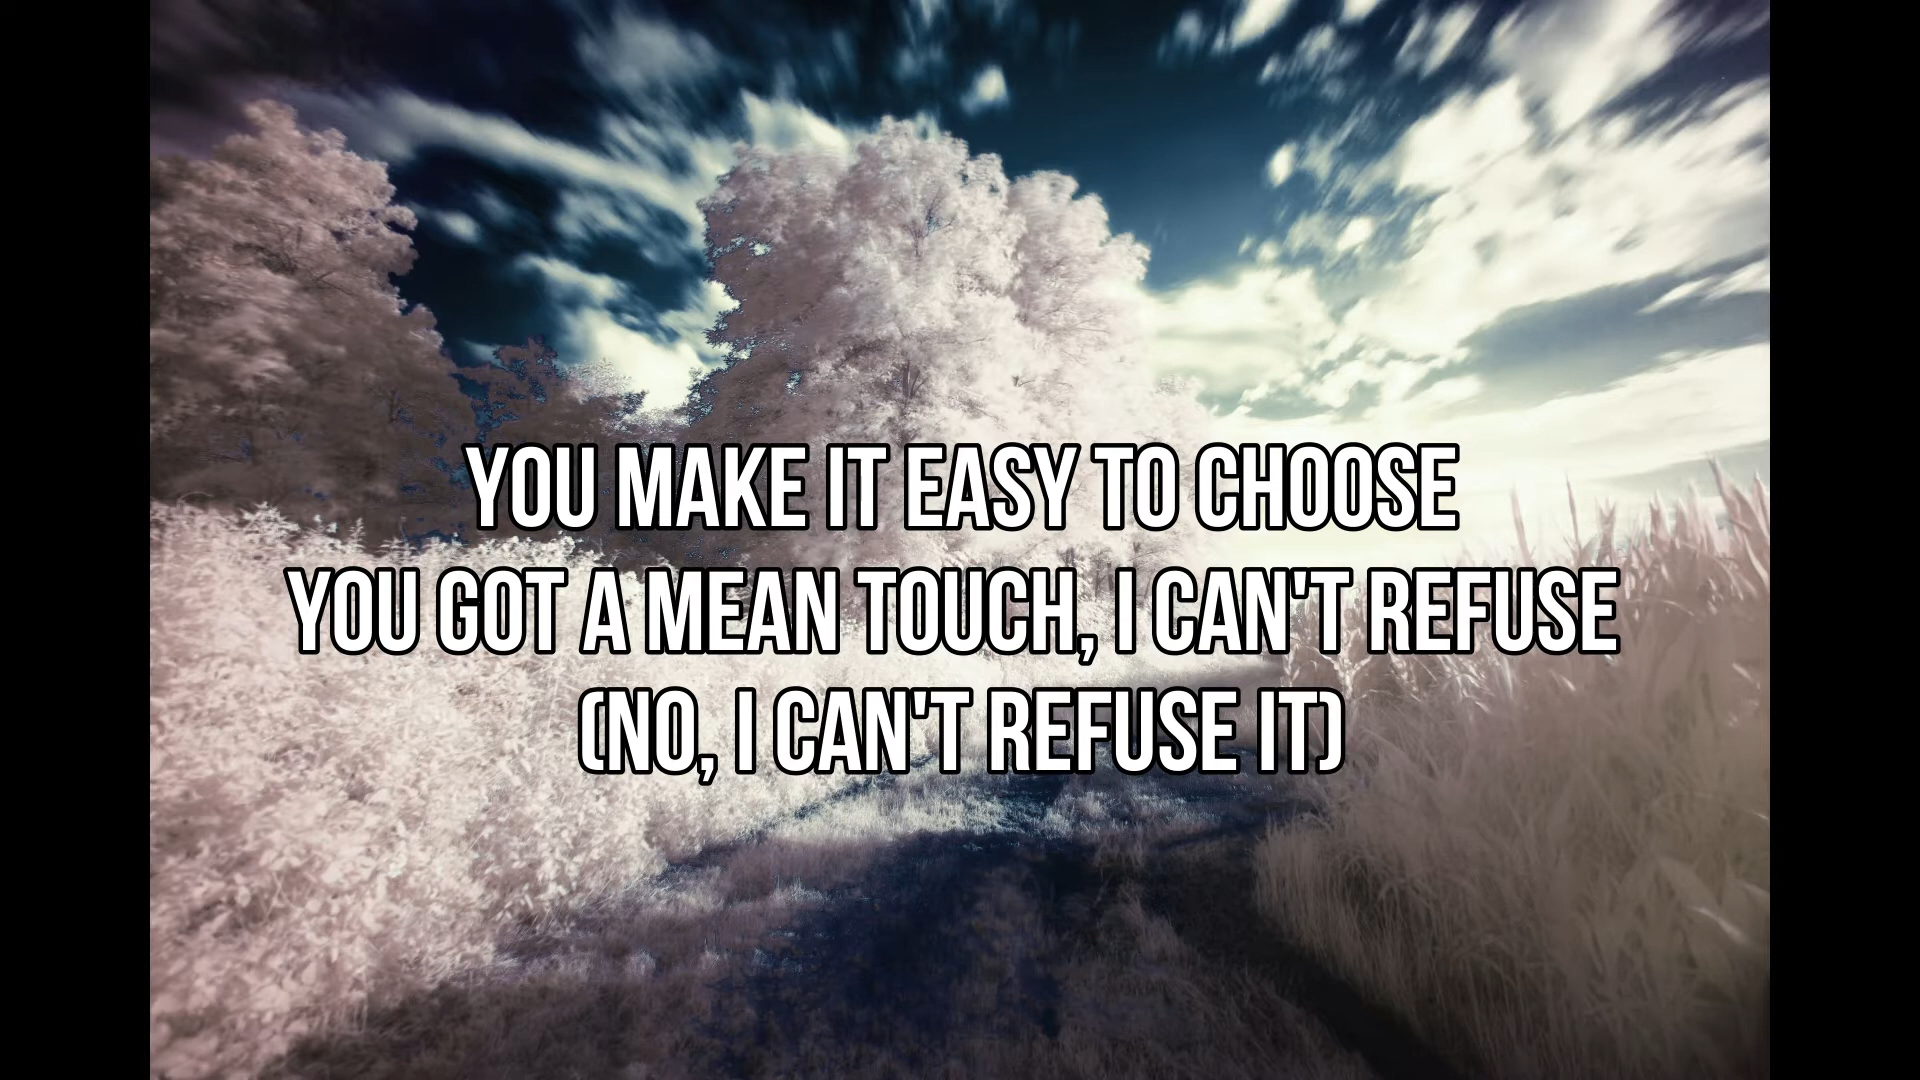 YOU MAKE IT EASY TO CHOOSE
YOU GOT A MEAN TOUCH, I CAN'T REFUSE
(NO, I CAN'T REFUSE IT)